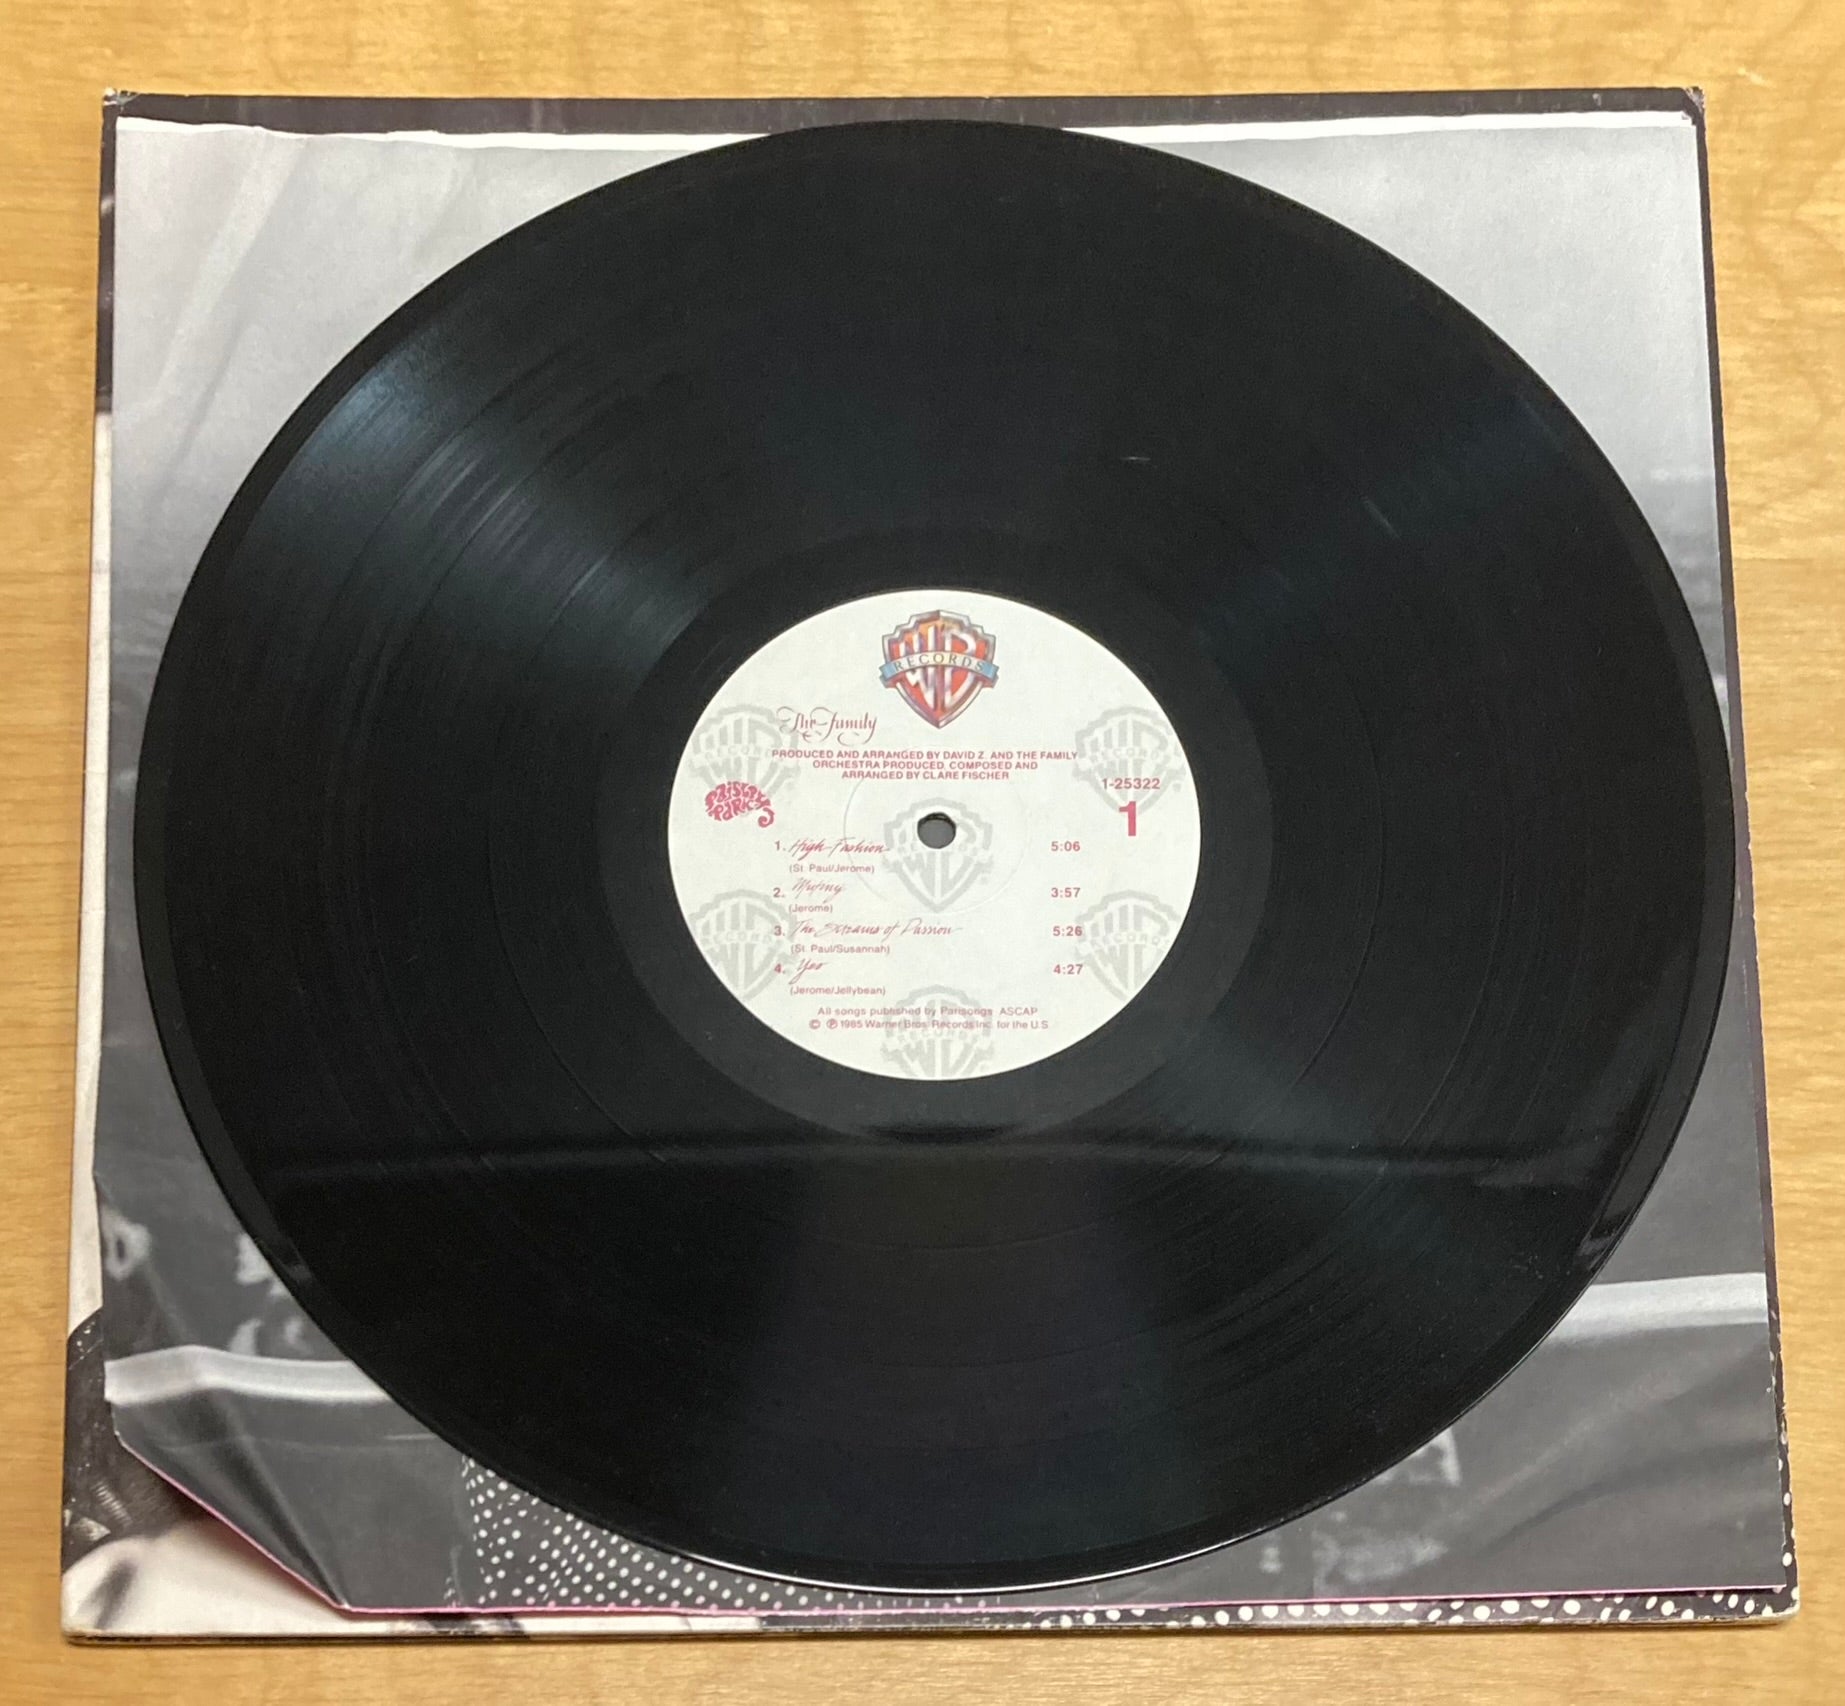 WB
RECORDS
The Family
PRODUCED AND ARRANGED BY DAVID Z. AND THE FAMILY
ORCHESTRA PRODUCED, COMPOSED AND
ARRANGED BY CLARE FISCHER
PAISLEY
PARK
1-25322
1
1. High Fashion 5:06
(St. Paul/Jerome)
2. Mutiny 3:57
(Jerome)
3. The Screams of Passion 5:26
(St. Paul/Susannah)
4. Yes 4:27
(Jerome/Jellybean)
All songs published by Parisongs ASCAP
© ℗ 1985 Warner Bros. Records Inc. for the U.S.